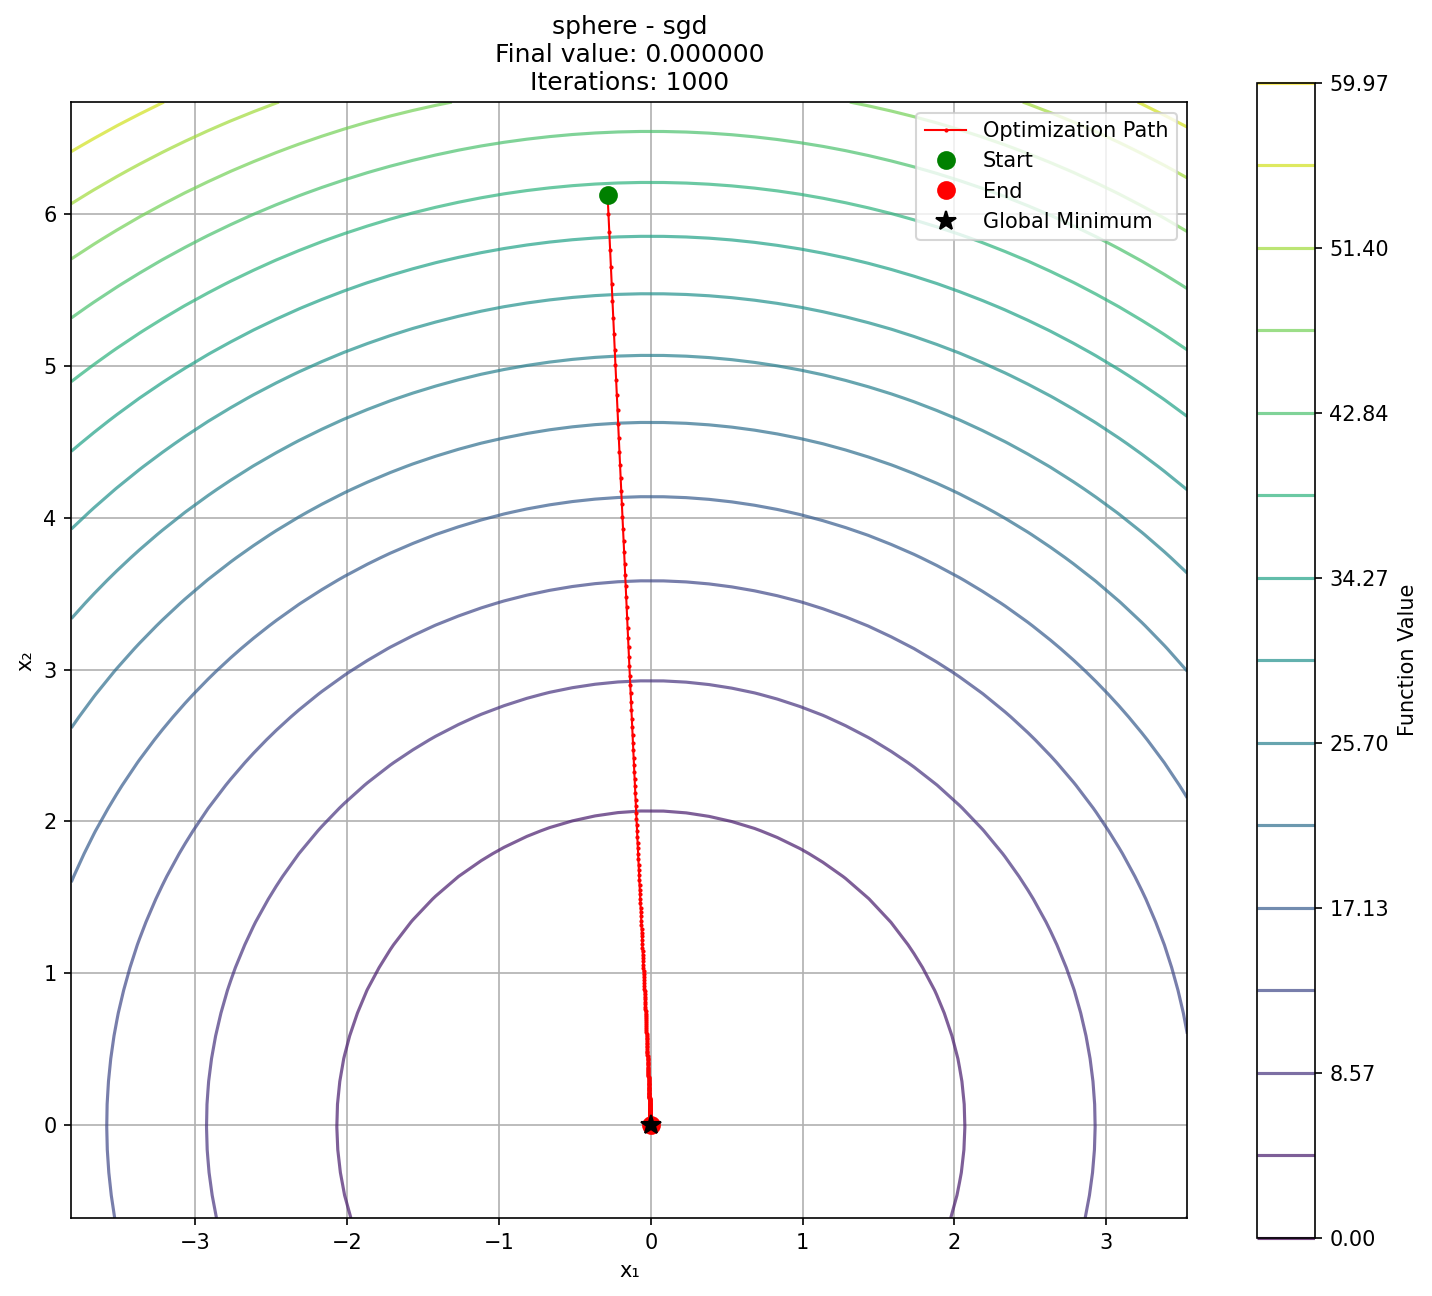 sphere - sgd
Final value: 0.000000
Iterations: 1000
Optimization Path
Start
End
Global Minimum
6
5
4
3
2
1
0
x₂
−3
−2
−1
0
1
2
3
x₁
59.97
51.40
42.84
34.27
25.70
17.13
8.57
0.00
Function Value